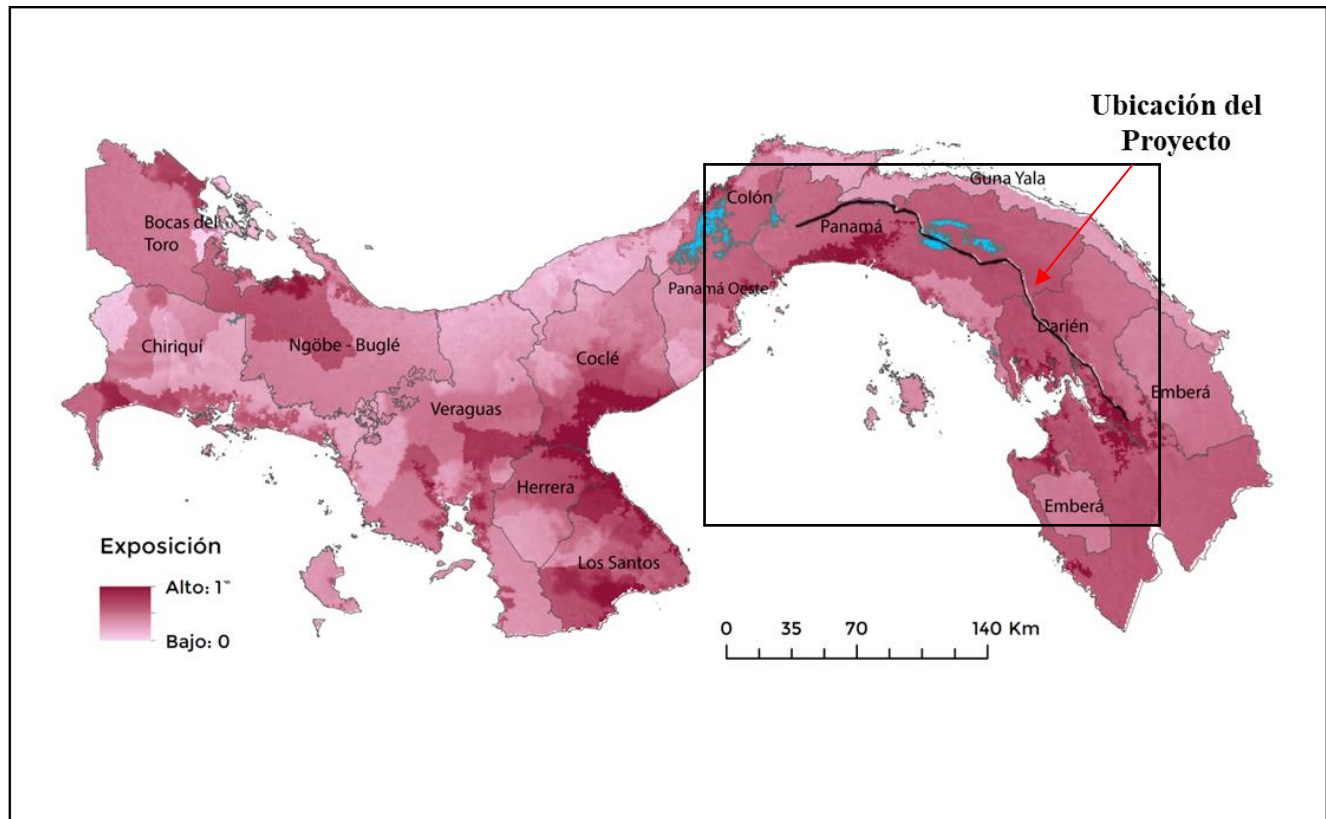 Ubicación del
Proyecto
Guna Yala
Colón
Bocas del
Toro
Panamá
Panamá Oeste
Darién
Chiriquí
Ngöbe - Buglé
Coclé
Emberá
Veraguas
Herrera
Emberá
Los Santos
Exposición
Alto: 1
Bajo: 0
0 35 70 140 Km